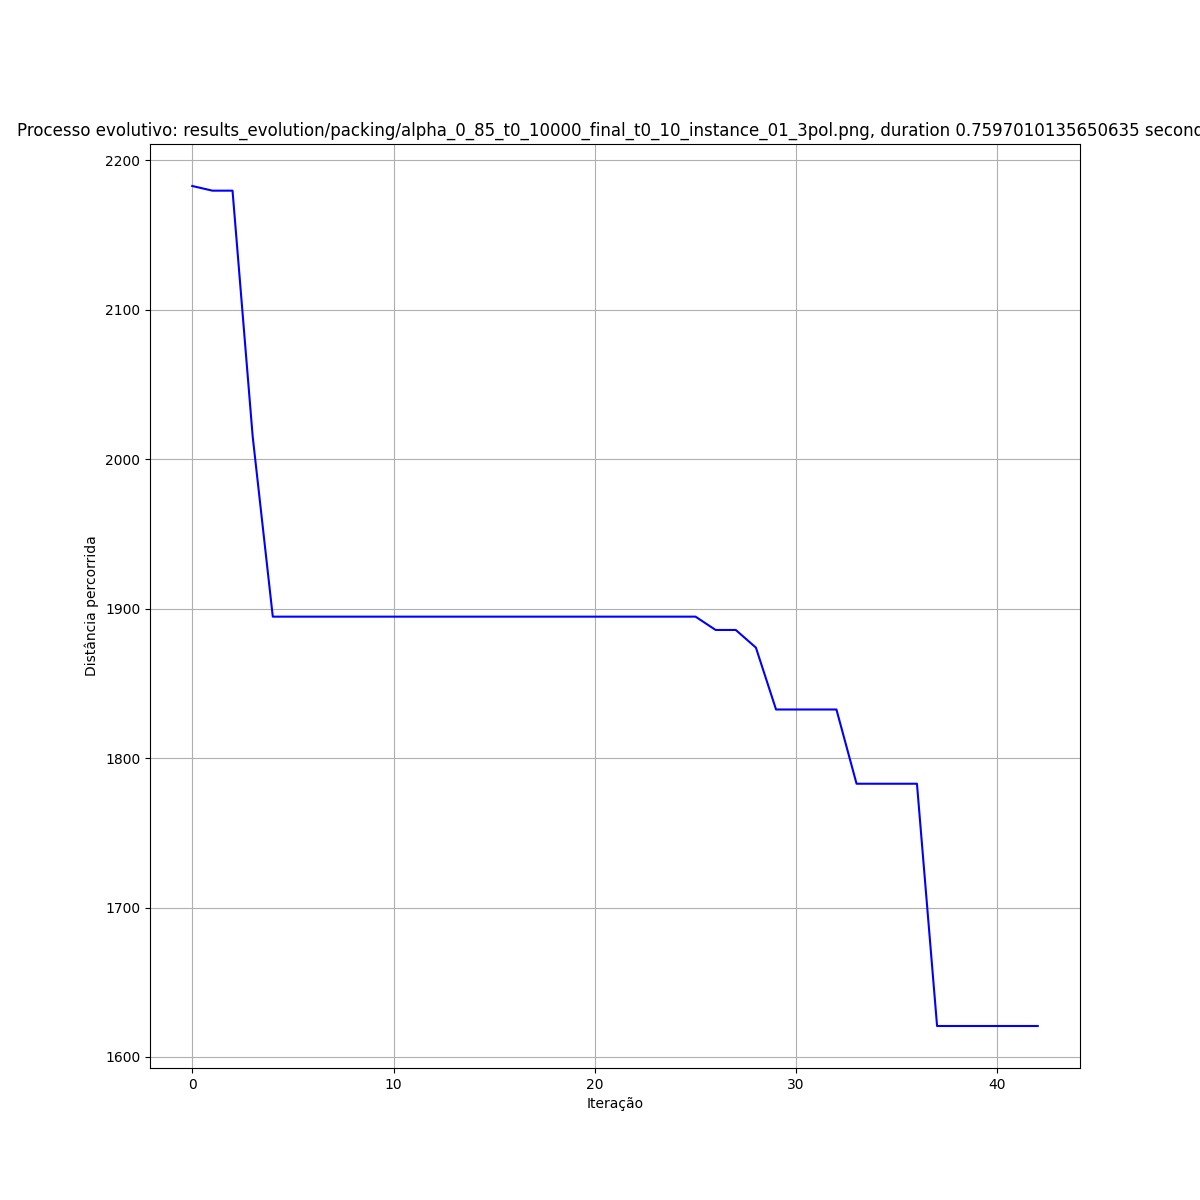 Processo evolutivo: results_evolution/packing/alpha_0_85_t0_10000_final_t0_10_instance_01_3pol.png, duration 0.7597010135650635 second
2200
2100
2000
1900
1800
1700
1600
Distância percorrida
0 10 20 30 40
Iteração